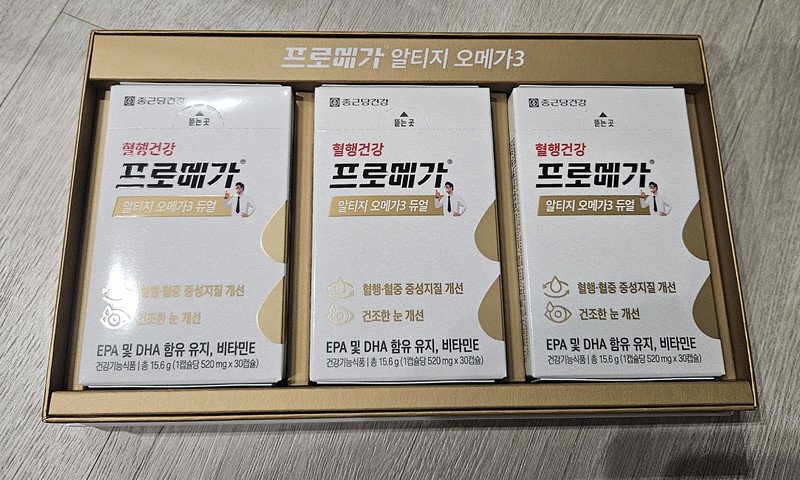 프로메가 알티지 오메가3
종근당건강
뜯는 곳
혈행건강
프로메가®
알티지 오메가3 듀얼
혈행·혈중 중성지질 개선
건조한 눈 개선
EPA 및 DHA 함유 유지, 비타민E
건강기능식품 | 총 15.6 g (1캡슐당 520 mg x 30캡슐)
종근당건강
뜯는 곳
혈행건강
프로메가®
알티지 오메가3 듀얼
혈행·혈중 중성지질 개선
건조한 눈 개선
EPA 및 DHA 함유 유지, 비타민E
건강기능식품 | 총 15.6 g (1캡슐당 520 mg x 30캡슐)
종근당건강
뜯는 곳
혈행건강
프로메가®
알티지 오메가3 듀얼
혈행·혈중 중성지질 개선
건조한 눈 개선
EPA 및 DHA 함유 유지, 비타민E
건강기능식품 | 총 15.6 g (1캡슐당 520 mg x 30캡슐)